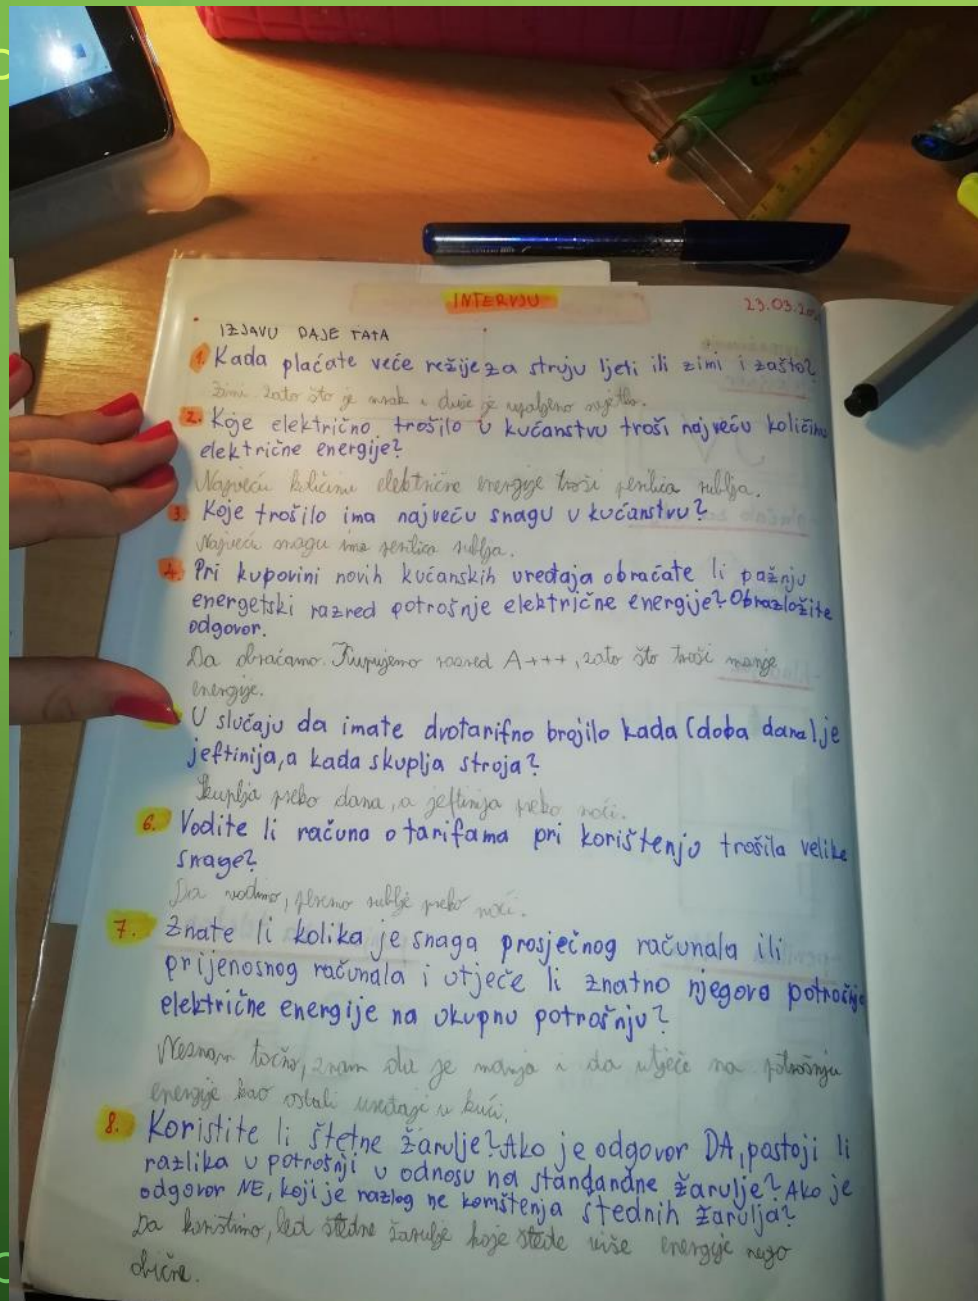 INTERVJU
23.03.20
IZJAVU DAJE TATA
1. Kada plaćate veće režije za struju ljeti ili zimi i zašto?
Zimi zato što je mrak i duže je upaljeno svjetlo.
2. Koje električno trošilo u kućanstvu troši najveću količinu
električne energije?
Najveću količinu električne energije troši perilica rublja.
3. Koje trošilo ima najveću snagu u kućanstvu?
Najveću snagu ima perilica rublja.
4. Pri kupovini novih kućanskih uređaja obraćate li pažnju
energetski razred potrošnje električne energije? Obrazložite
odgovor.
Da obraćamo. Kupujemo razred A+++, zato što troši manje
energije.
U slučaju da imate dvotarifno brojilo kada (doba dana) je
jeftinija, a kada skuplja stroja?
Skuplja preko dana, a jeftinija preko noći.
6. Vodite li računa o tarifama pri korištenju trošila velike
snage?
Da vodimo, peremo rublje preko noći.
7. Znate li kolika je snaga prosječnog računala ili
prijenosnog računala i utječe li znatno njegova potrošnja
električne energije na ukupnu potrošnju?
Neznam točno, znam da je manja i da utječe na potrošnju
energije kao ostali uređaji u kući.
8. Koristite li štetne žarulje? Ako je odgovor DA, pastoji li
razlika u potrošnji u odnosu na standandne žarulje? Ako je
odgovor NE, koji je razlog ne korištenja štednih žarulja?
Da koristimo, led štedne žarulje koje štede više energije nego
obične.